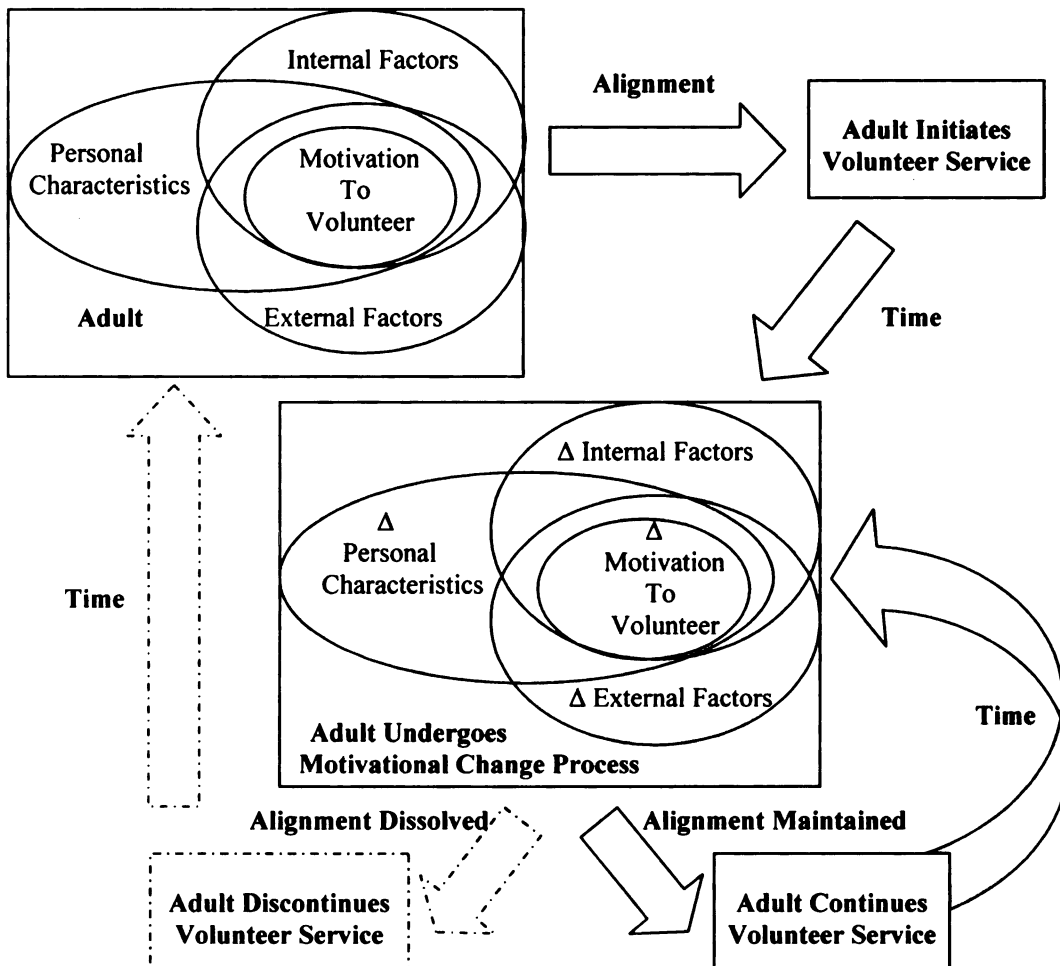 Internal Factors
Personal
Characteristics
Motivation
To
Volunteer
Adult
External Factors
Alignment
Adult Initiates
Volunteer Service
Time
Δ Internal Factors
Δ
Personal
Characteristics
Δ
Motivation
To
Volunteer
Δ External Factors
Adult Undergoes
Motivational Change Process
Time
Time
Alignment Dissolved
Alignment Maintained
Adult Discontinues
Volunteer Service
Adult Continues
Volunteer Service